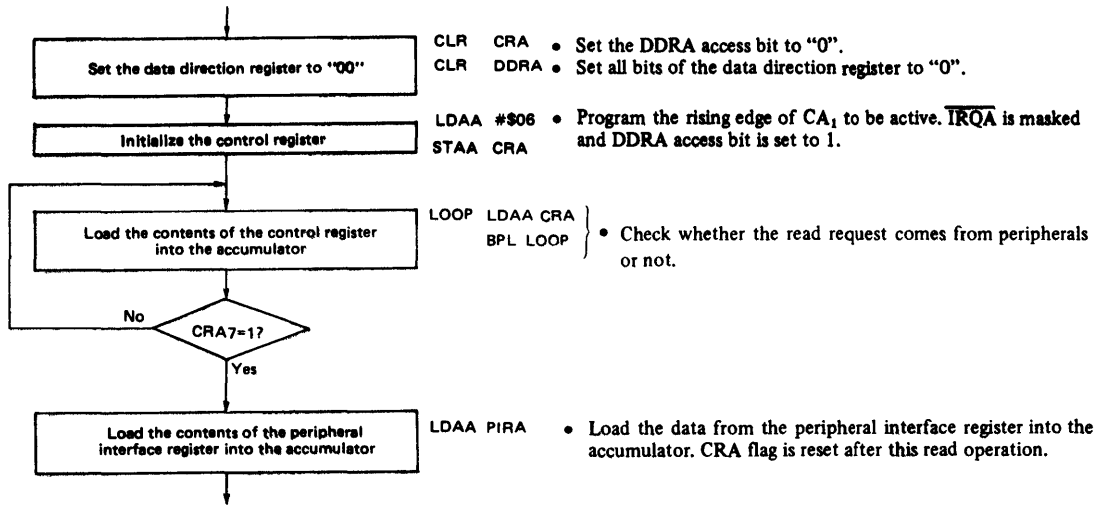 Set the data direction register to "00"
CLR CRA • Set the DDRA access bit to “0”.
CLR DDRA • Set all bits of the data direction register to “0”.
Initialize the control register
LDAA #$06 • Program the rising edge of CA₁ to be active. I̅R̅Q̅A̅ is masked
STAA CRA and DDRA access bit is set to 1.
Load the contents of the control register
into the accumulator
LOOP LDAA CRA
BPL LOOP
• Check whether the read request comes from peripherals
or not.
No
CRA7=1?
Yes
Load the contents of the peripheral
interface register into the accumulator
LDAA PIRA • Load the data from the peripheral interface register into the
accumulator. CRA flag is reset after this read operation.